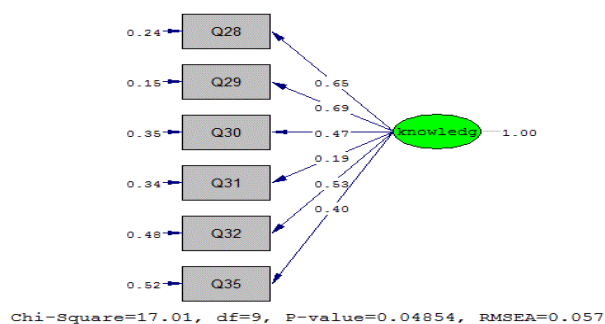 0.24 Q28
0.65
0.15 Q29
0.69
0.35 Q30 0.47 knowledg 1.00
0.19
0.34 Q31
0.53
0.48 Q32
0.40
0.52 Q35
Chi-Square=17.01, df=9, P-value=0.04854, RMSEA=0.057